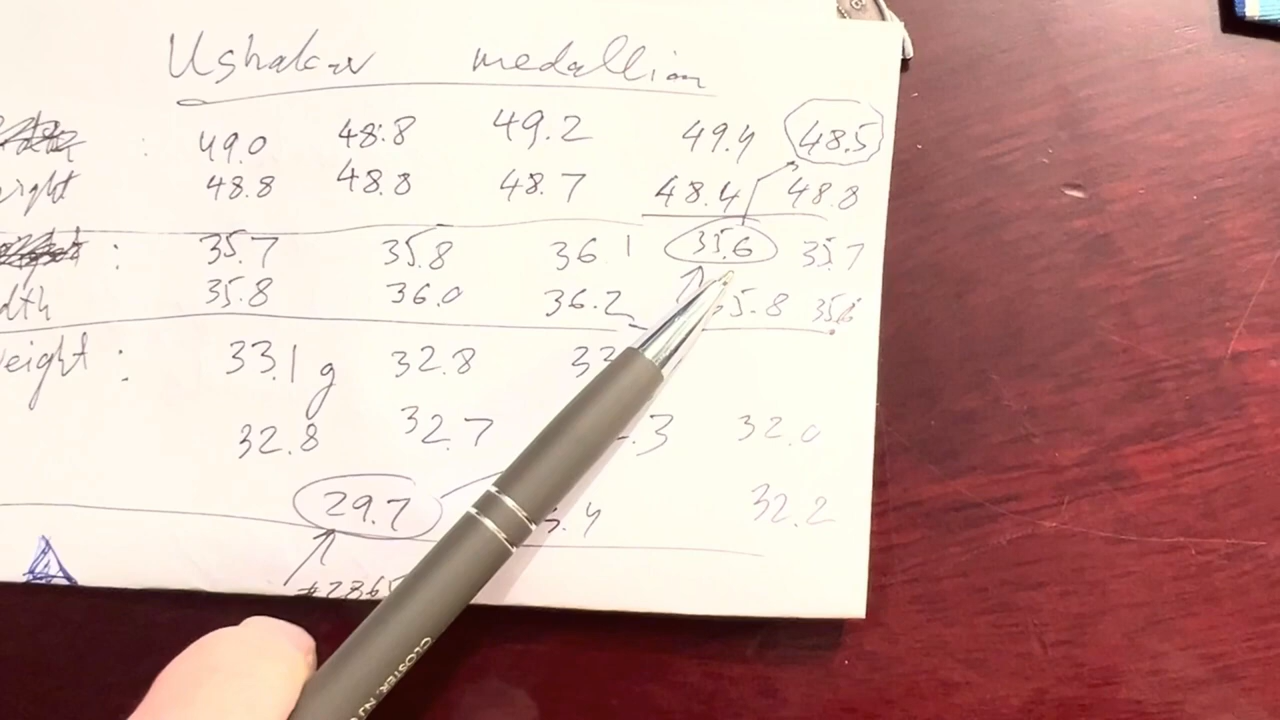 Ushakov medallion
: 49.0 48.8 49.2 49.4 48.5
48.8 48.8 48.7 48.4 48.8
: 35.7 35.8 36.1 35.6 35.7
35.8 36.0 36.2 35.8
: 33.1 g 32.8
32.8 32.7 32.0
29.7 32.2
CLOSTER, NJ